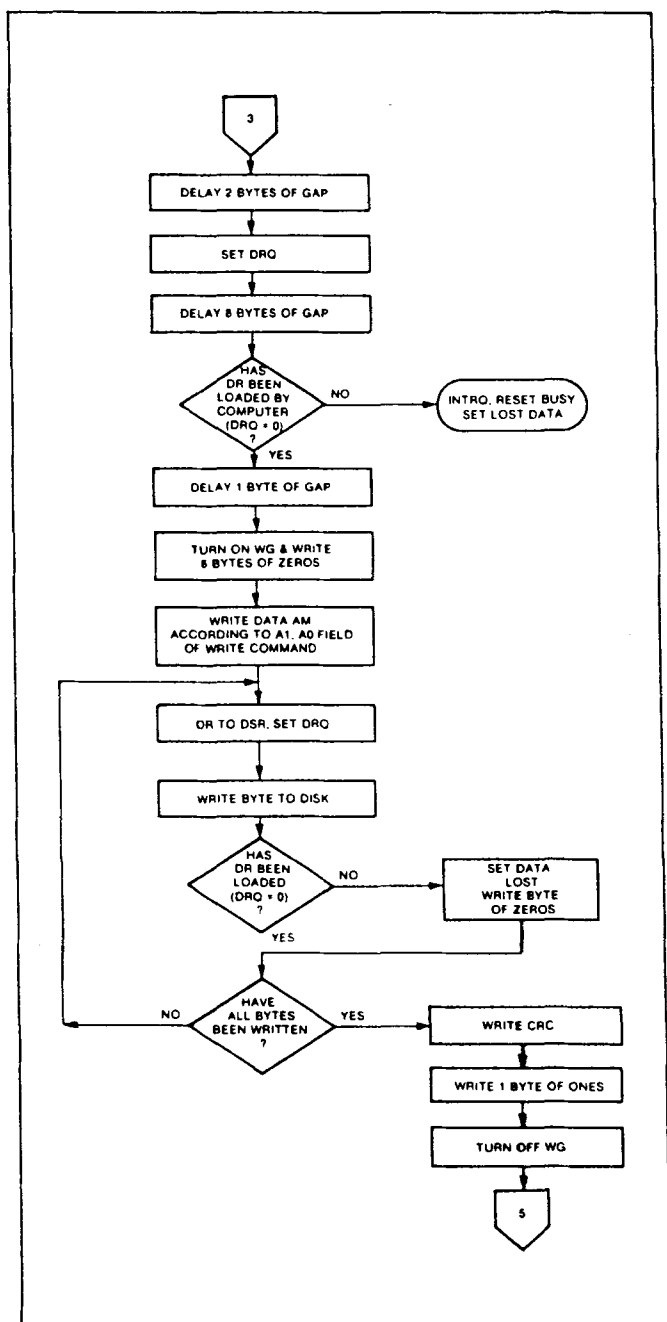 3
DELAY 2 BYTES OF GAP
SET DRQ
DELAY 8 BYTES OF GAP
HAS
DR BEEN
LOADED BY
COMPUTER
(DRQ = 0)
?
NO
INTRQ, RESET BUSY
SET LOST DATA
YES
DELAY 1 BYTE OF GAP
TURN ON WG & WRITE
6 BYTES OF ZEROS
WRITE DATA AM
ACCORDING TO A1, A0 FIELD
OF WRITE COMMAND
DR TO DSR, SET DRQ
WRITE BYTE TO DISK
HAS
DR BEEN
LOADED
(DRQ = 0)
?
NO
SET DATA
LOST
WRITE BYTE
OF ZEROS
YES
HAVE
ALL BYTES
BEEN WRITTEN
?
NO
YES
WRITE CRC
WRITE 1 BYTE OF ONES
TURN OFF WG
5